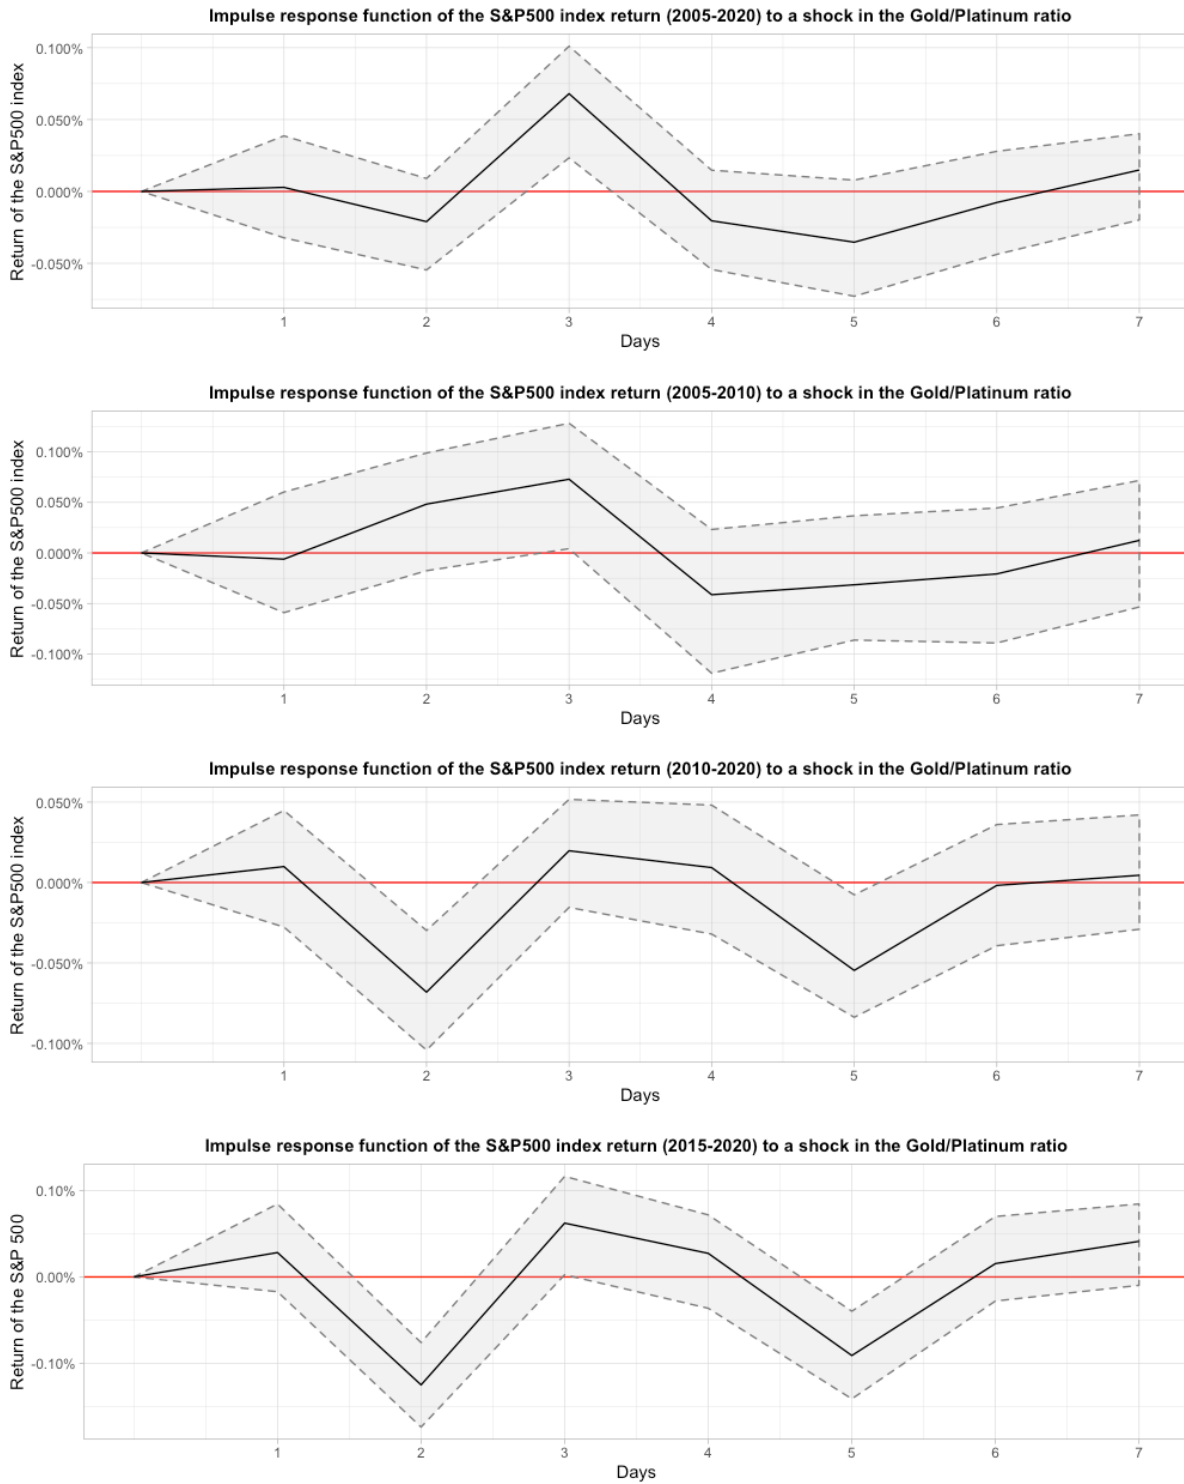 Impulse response function of the S&P500 index return (2005-2020) to a shock in the Gold/Platinum ratio
Return of the S&P500 index
0.100%
0.050%
0.000%
-0.050%
1 2 3 4 5 6 7
Days
Impulse response function of the S&P500 index return (2005-2010) to a shock in the Gold/Platinum ratio
Return of the S&P500 index
0.100%
0.050%
0.000%
-0.050%
-0.100%
1 2 3 4 5 6 7
Days
Impulse response function of the S&P500 index return (2010-2020) to a shock in the Gold/Platinum ratio
Return of the S&P500 index
0.050%
0.000%
-0.050%
-0.100%
1 2 3 4 5 6 7
Days
Impulse response function of the S&P500 index return (2015-2020) to a shock in the Gold/Platinum ratio
Return of the S&P 500
0.10%
0.00%
-0.10%
1 2 3 4 5 6 7
Days